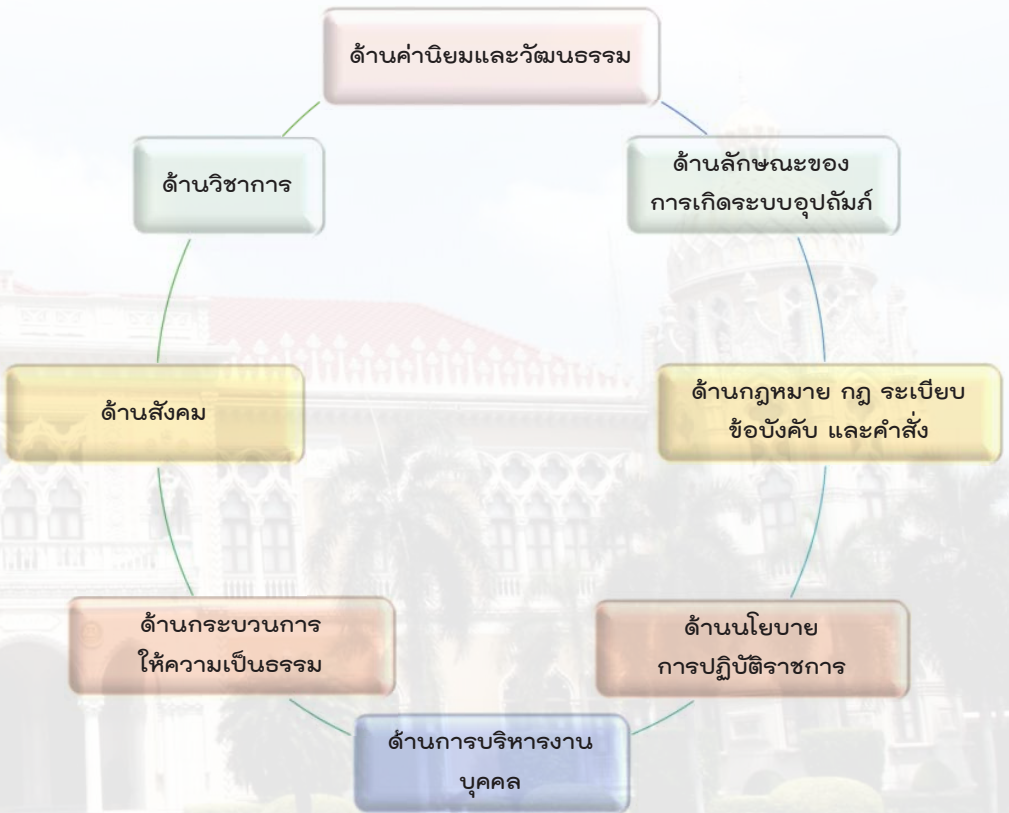 ด้านค่านิยมและวัฒนธรรม
ด้านลักษณะของ
การเกิดระบบอุปถัมภ์
ด้านกฎหมาย กฎ ระเบียบ
ข้อบังคับ และคำสั่ง
ด้านนโยบาย
การปฏิบัติราชการ
ด้านการบริหารงาน
บุคคล
ด้านกระบวนการ
ให้ความเป็นธรรม
ด้านสังคม
ด้านวิชาการ